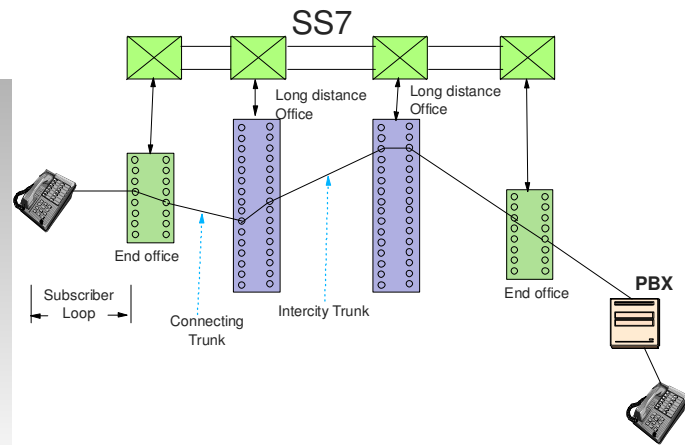 SS7
Long distance
Office
Long distance
Office
End office
Subscriber
Loop
Connecting
Trunk
Intercity Trunk
End office
PBX